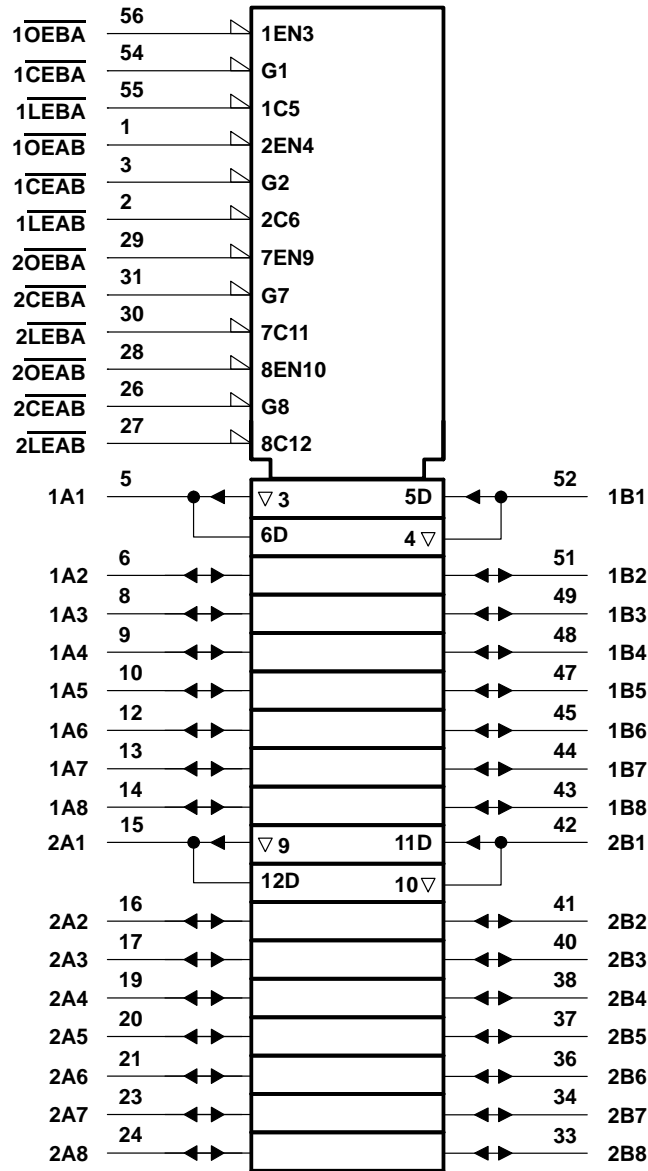 1OEBA 56 1EN3
1CEBA 54 G1
1LEBA 55 1C5
1OEAB 1 2EN4
1CEAB 3 G2
1LEAB 2 2C6
2OEBA 29 7EN9
2CEBA 31 G7
2LEBA 30 7C11
2OEAB 28 8EN10
2CEAB 26 G8
2LEAB 27 8C12
1A1 5 ▽ 3 5D 52 1B1
6D 4 ▽
1A2 6 51 1B2
1A3 8 49 1B3
1A4 9 48 1B4
1A5 10 47 1B5
1A6 12 45 1B6
1A7 13 44 1B7
1A8 14 43 1B8
2A1 15 ▽ 9 11D 42 2B1
12D 10 ▽
2A2 16 41 2B2
2A3 17 40 2B3
2A4 19 38 2B4
2A5 20 37 2B5
2A6 21 36 2B6
2A7 23 34 2B7
2A8 24 33 2B8